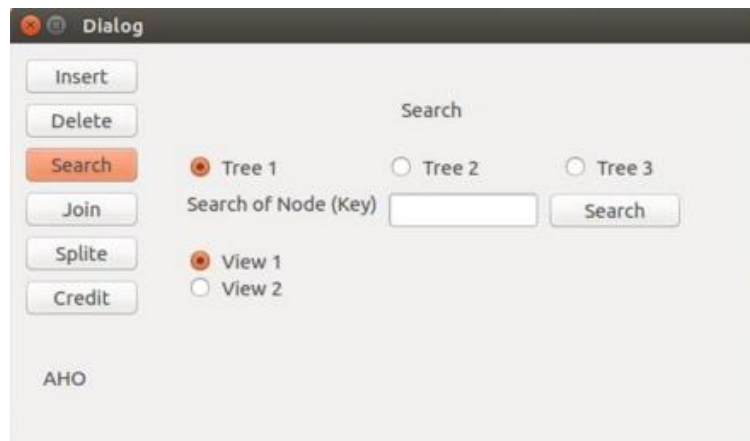 Dialog
Insert
Delete
Search
Join
Splite
Credit
AHO
Search
Tree 1 Tree 2 Tree 3
Search of Node (Key) Search
View 1
View 2